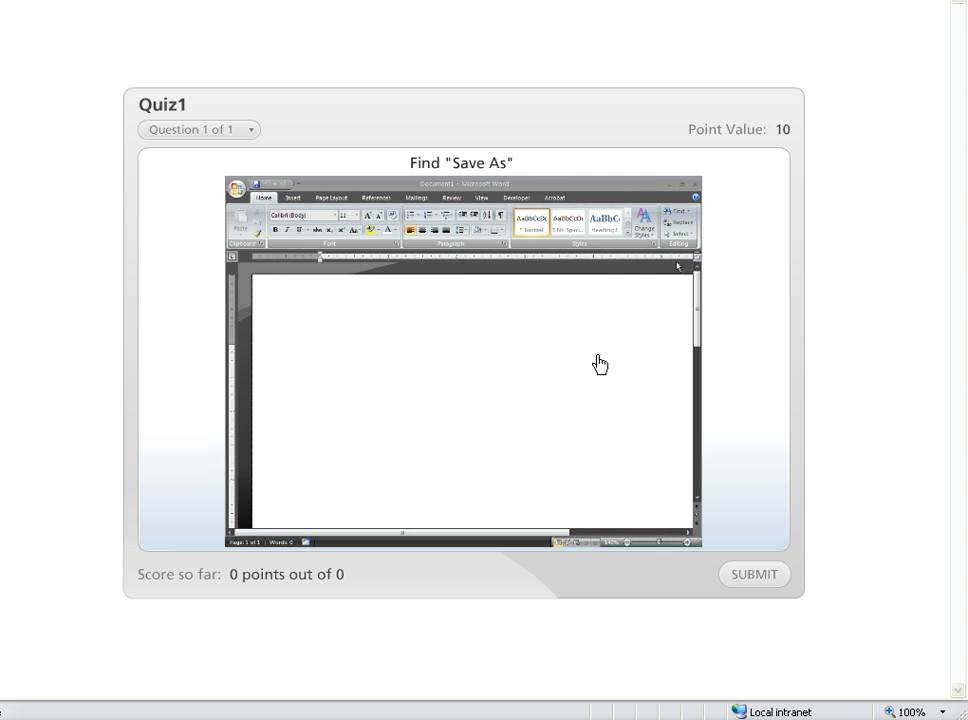 Quiz1
Question 1 of 1
Point Value: 10
Find "Save As"
Document1 - Microsoft Word
Home Insert Page Layout References Mailings Review View Developer Acrobat
Calibri (Body) 11 AaBbCcDc AaBbCcDc AaBbC Find
Paste Replace
B I U abc ¶ Normal ¶ No Spaci... Heading 1 Change Styles Select
Clipboard Font Paragraph Styles Editing
Page: 1 of 1 Words: 0 140%
Score so far: 0 points out of 0
SUBMIT
Local intranet 100%